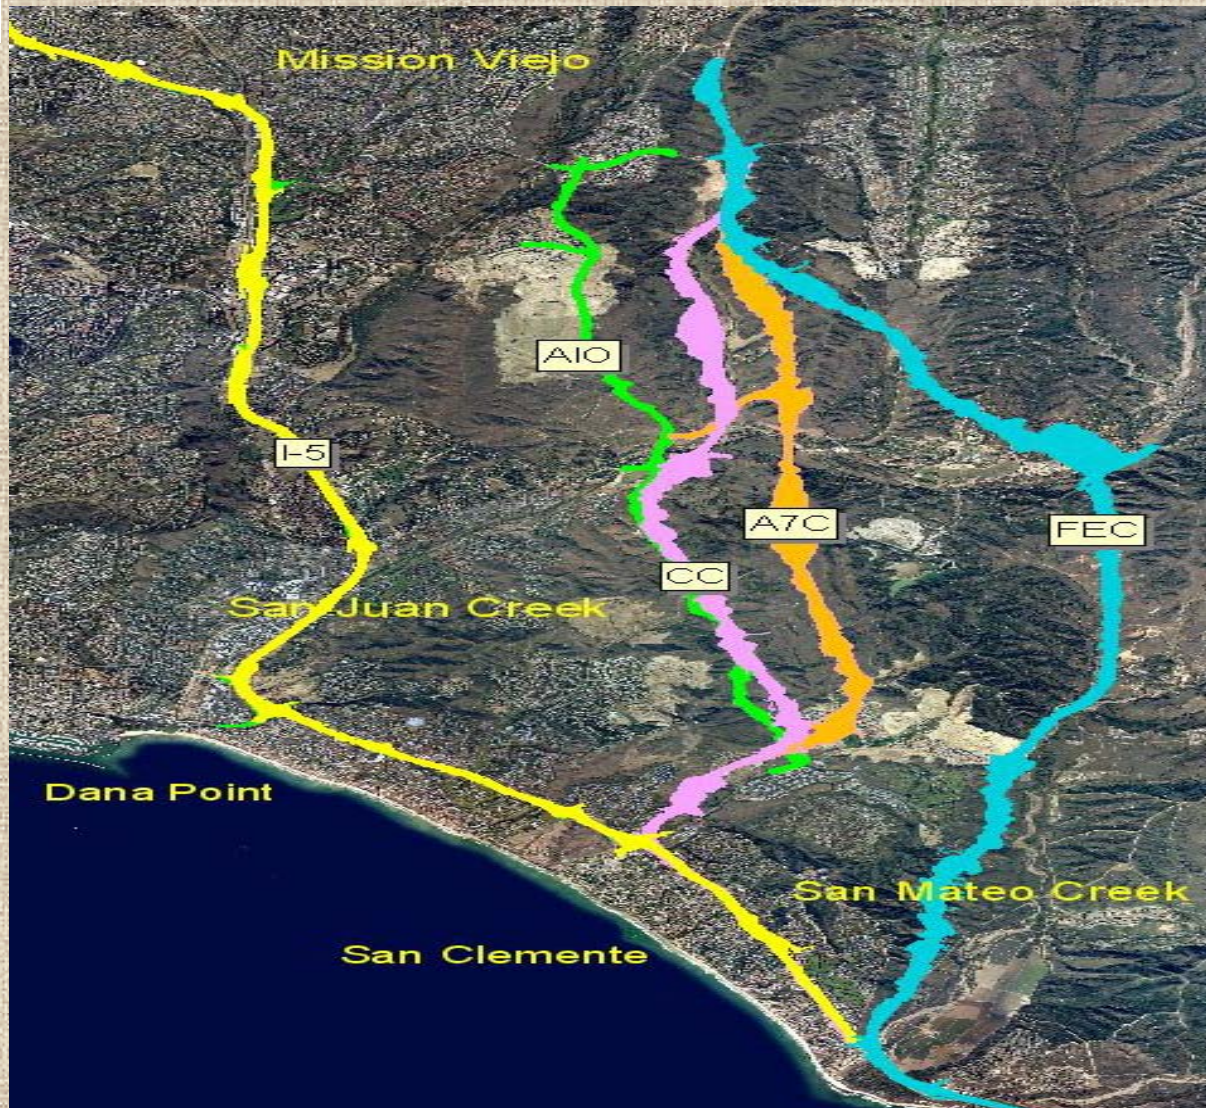 Mission Viejo
AIO
I-5
A7C
FEC
CC
San Juan Creek
Dana Point
San Mateo Creek
San Clemente